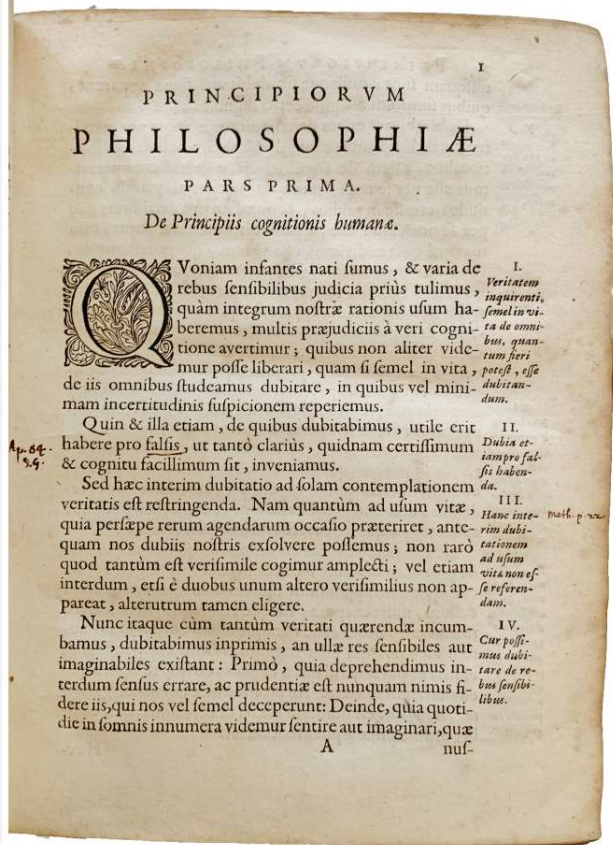 1
PRINCIPIORVM
PHILOSOPHIÆ
PARS PRIMA.
De Principiis cognitionis humanæ.
QVoniam infantes nati ſumus, & varia de
rebus ſenſibilibus judicia priùs tulimus,
quàm integrum noſtræ rationis uſum ha-
beremus, multis præjudiciis à veri cogni-
tione avertimur; quibus non aliter vide-
mur poſſe liberari, quam ſi ſemel in vita,
de iis omnibus ſtudeamus dubitare, in quibus vel mini-
mam incertitudinis ſuſpicionem reperiemus.
I.
Veritatem
inquirenti,
ſemel in vi-
ta de omni-
bus, quan-
tum fieri
poteſt, eſſe
dubitan-
dum.
Quin & illa etiam, de quibus dubitabimus, utile erit
habere pro falſis, ut tantò clariùs, quidnam certiſſimum
& cognitu facillimum ſit, inveniamus.
II.
Dubia et-
iam pro fal-
ſis haben-
da.
Sed hæc interim dubitatio ad ſolam contemplationem
veritatis eſt reſtringenda. Nam quantùm ad uſum vitæ,
quia perſæpe rerum agendarum occaſio præteriret, ante-
quam nos dubiis noſtris exſolvere poſſemus; non rarò
quod tantùm eſt veriſimile cogimur amplecti; vel etiam
interdum, etſi è duobus unum altero veriſimilius non ap-
pareat, alterutrum tamen eligere.
III.
Hanc inte-
rim dubi-
tationem
ad uſum
vitæ non eſ-
ſe referen-
dam.
Nunc itaque cùm tantùm veritati quærendæ incum-
bamus, dubitabimus inprimis, an ullæ res ſenſibiles aut
imaginabiles exiſtant: Primò, quia deprehendimus in-
terdum ſenſus errare, ac prudentiæ eſt nunquam nimis fi-
dere iis, qui nos vel ſemel deceperunt: Deinde, quia quoti-
die in ſomnis innumera videmur ſentire aut imaginari, quæ
IV.
Cur poſſi-
mus dubi-
tare de re-
bus ſenſibi-
libus.
A
nuſ-